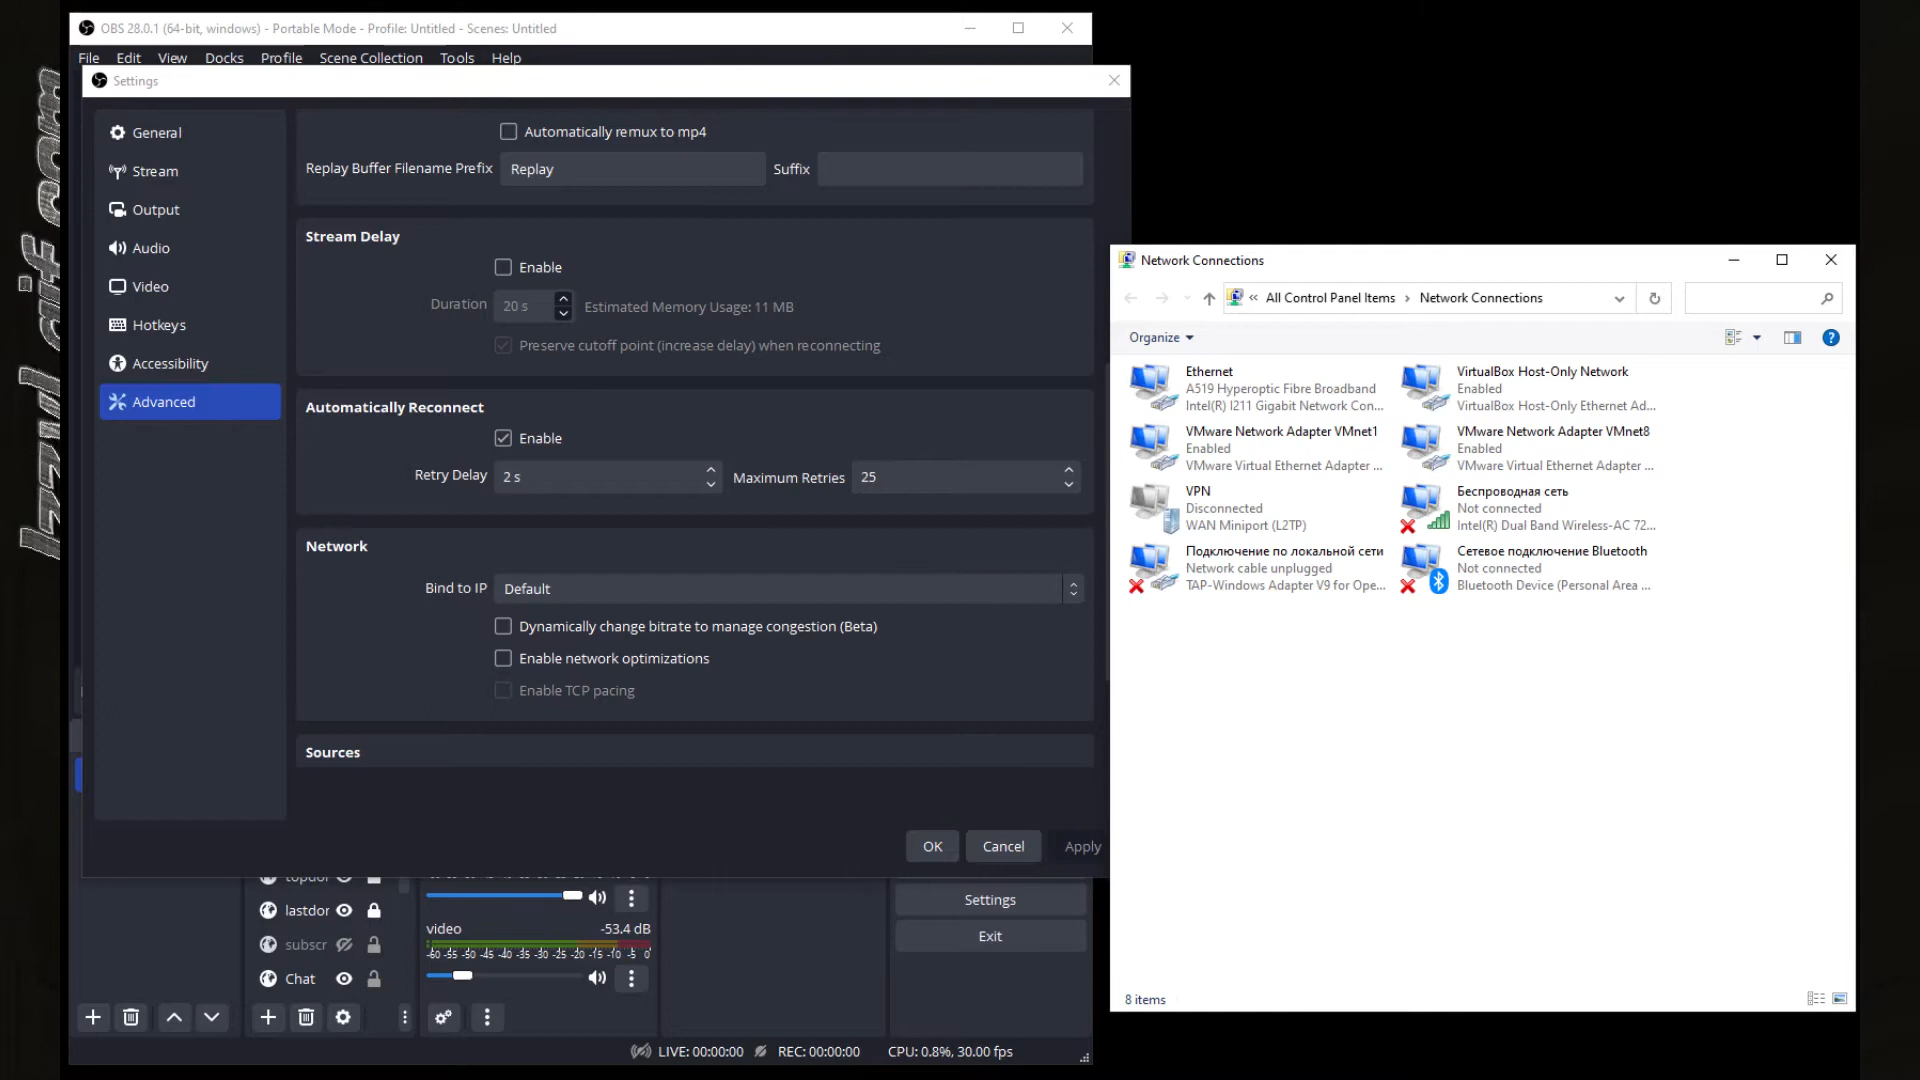 OBS 28.0.1 (64-bit, windows) - Portable Mode - Profile: Untitled - Scenes: Untitled
File Edit View Docks Profile Scene Collection Tools Help
Settings
General
Stream
Output
Audio
Video
Hotkeys
Accessibility
Advanced
Automatically remux to mp4
Replay Buffer Filename Prefix Replay Suffix
Stream Delay
Enable
Duration 20 s Estimated Memory Usage: 11 MB
Preserve cutoff point (increase delay) when reconnecting
Automatically Reconnect
Enable
Retry Delay 2 s Maximum Retries 25
Network
Bind to IP Default
Dynamically change bitrate to manage congestion (Beta)
Enable network optimizations
Enable TCP pacing
Sources
OK Cancel Apply
lastdor
subscr
Chat
video -53.4 dB
-60 -55 -50 -45 -40 -35 -30 -25 -20 -15 -10 -5 0
Settings
Exit
LIVE: 00:00:00 REC: 00:00:00 CPU: 0.8%, 30.00 fps
Network Connections
« All Control Panel Items › Network Connections
Organize
Ethernet
A519 Hyperoptic Fibre Broadband
Intel(R) I211 Gigabit Network Con...
VirtualBox Host-Only Network
Enabled
VirtualBox Host-Only Ethernet Ad...
VMware Network Adapter VMnet1
Enabled
VMware Virtual Ethernet Adapter ...
VMware Network Adapter VMnet8
Enabled
VMware Virtual Ethernet Adapter ...
VPN
Disconnected
WAN Miniport (L2TP)
Беспроводная сеть
Not connected
Intel(R) Dual Band Wireless-AC 72...
Подключение по локальной сети
Network cable unplugged
TAP-Windows Adapter V9 for Ope...
Сетевое подключение Bluetooth
Not connected
Bluetooth Device (Personal Area ...
8 items